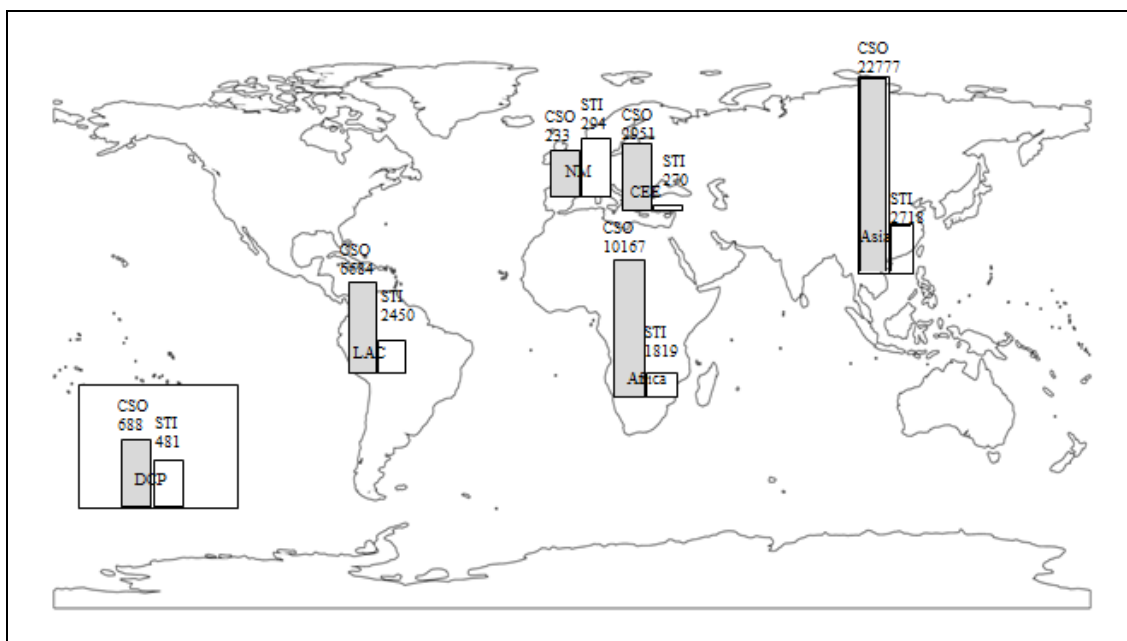 CSO
22777
STI
2718
Asia
CSO
233
STI
294
NM
CSO
STI
270
CEE
CSO
10167
STI
1819
Africa
CSO
6684
STI
2450
LAC
CSO
688
STI
481
DCP